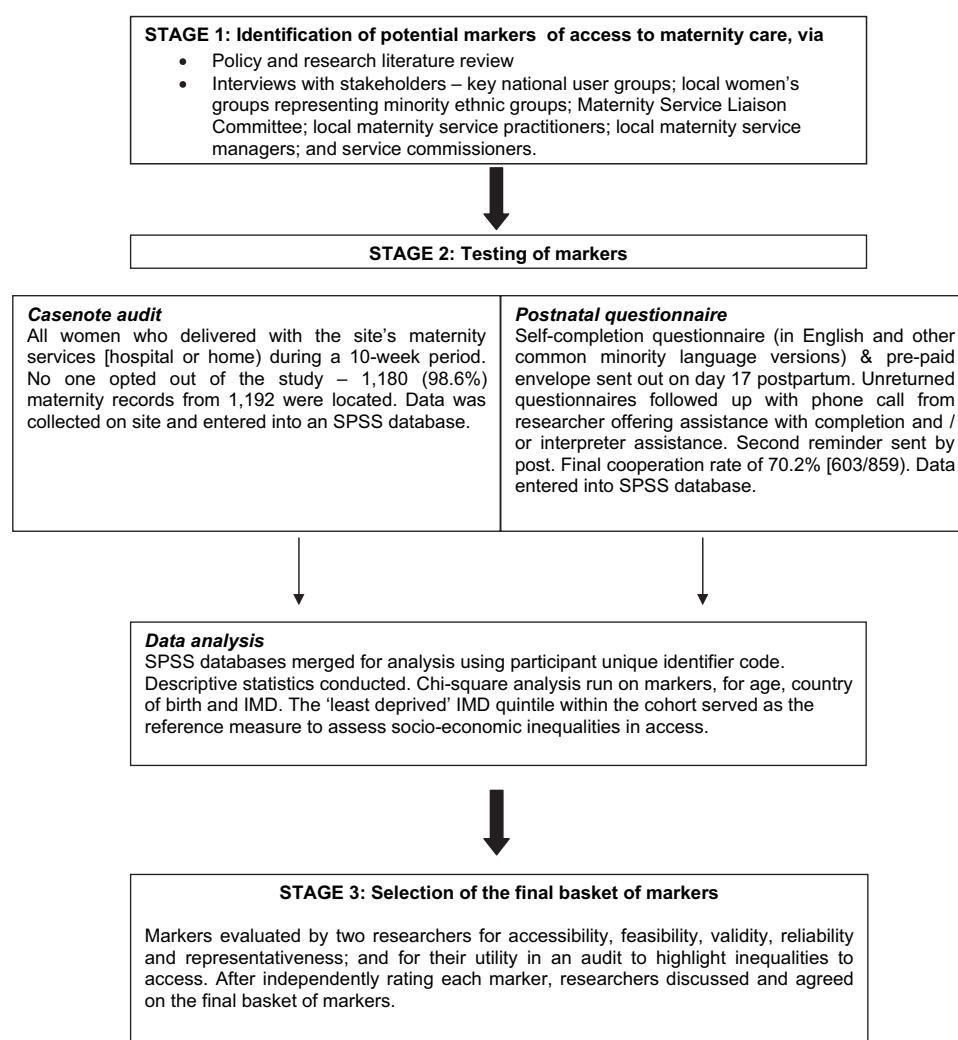 STAGE 1: Identification of potential markers of access to maternity care, via
• Policy and research literature review
• Interviews with stakeholders – key national user groups; local women's
groups representing minority ethnic groups; Maternity Service Liaison
Committee; local maternity service practitioners; local maternity service
managers; and service commissioners.
STAGE 2: Testing of markers
Casenote audit
All women who delivered with the site's maternity
services [hospital or home) during a 10-week period.
No one opted out of the study – 1,180 (98.6%)
maternity records from 1,192 were located. Data was
collected on site and entered into an SPSS database.
Postnatal questionnaire
Self-completion questionnaire (in English and other
common minority language versions) & pre-paid
envelope sent out on day 17 postpartum. Unreturned
questionnaires followed up with phone call from
researcher offering assistance with completion and /
or interpreter assistance. Second reminder sent by
post. Final cooperation rate of 70.2% [603/859). Data
entered into SPSS database.
Data analysis
SPSS databases merged for analysis using participant unique identifier code.
Descriptive statistics conducted. Chi-square analysis run on markers, for age, country
of birth and IMD. The 'least deprived' IMD quintile within the cohort served as the
reference measure to assess socio-economic inequalities in access.
STAGE 3: Selection of the final basket of markers
Markers evaluated by two researchers for accessibility, feasibility, validity, reliability
and representativeness; and for their utility in an audit to highlight inequalities to
access. After independently rating each marker, researchers discussed and agreed
on the final basket of markers.